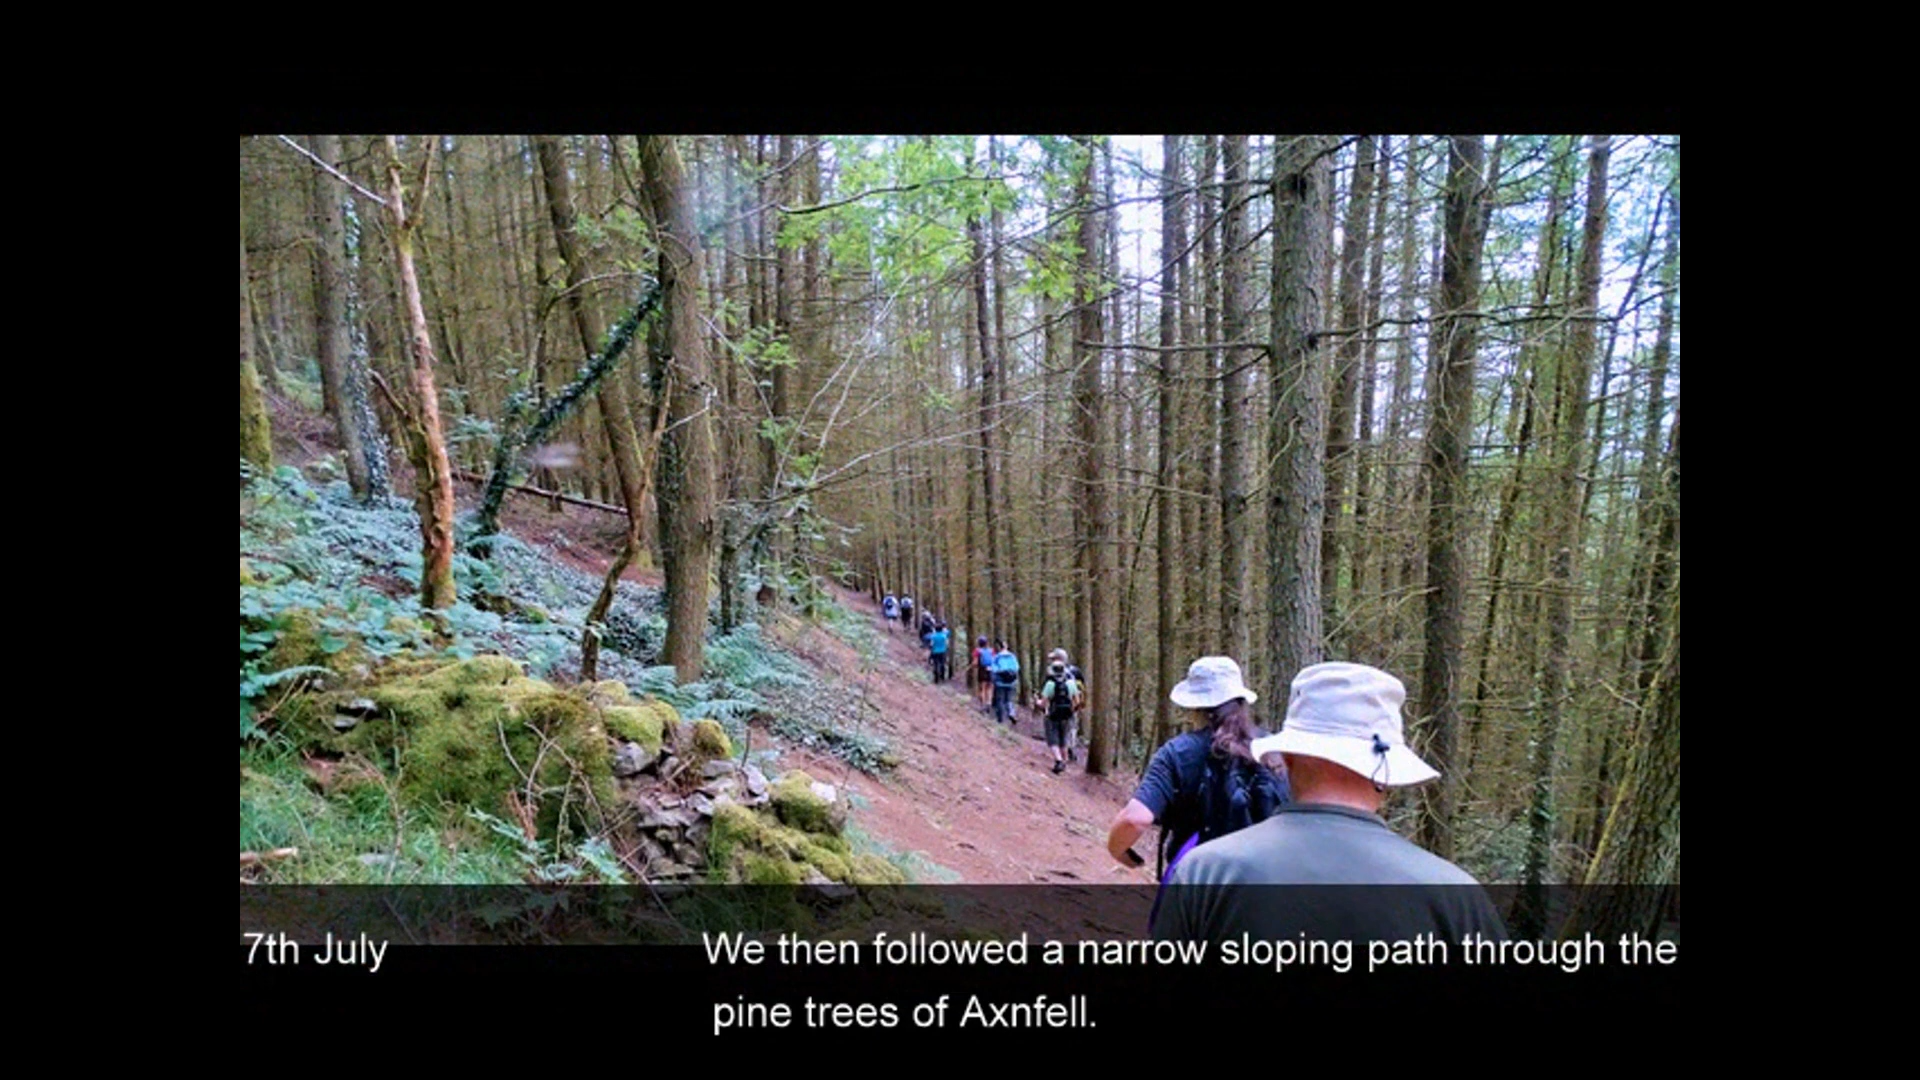 7th July We then followed a narrow sloping path through the
pine trees of Axnfell.